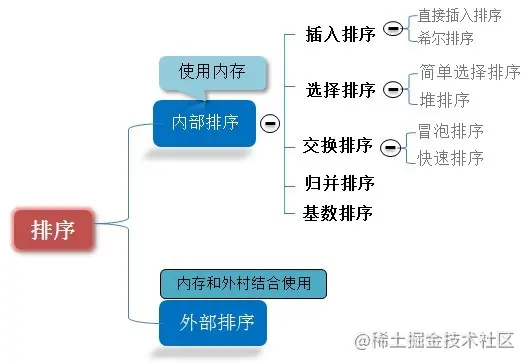 直接插入排序
插入排序
希尔排序
使用内存
简单选择排序
选择排序
堆排序
内部排序
冒泡排序
交换排序
快速排序
归并排序
基数排序
排序
内存和外村结合使用
外部排序
@稀土掘金技术社区